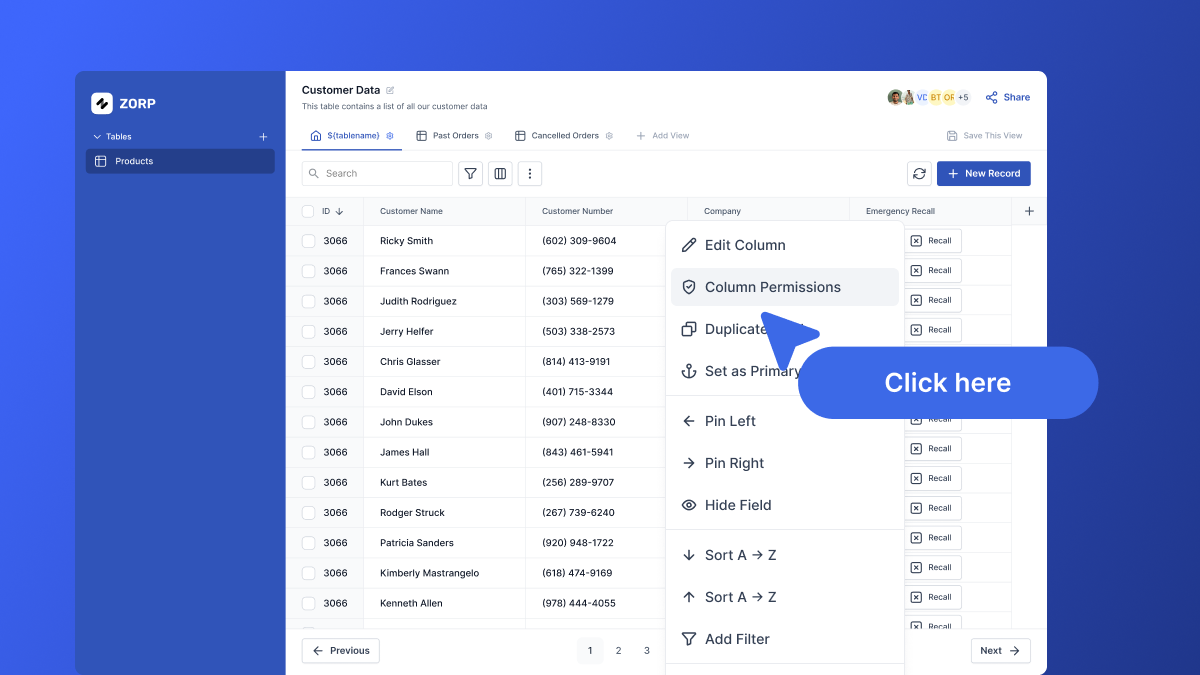 ZORP
Tables
Products
Customer Data
This table contains a list of all our customer data
VD BT OF +5
Share
${tablename}
Past Orders
Cancelled Orders
Add View
Save This View
Search
New Record
ID Customer Name Customer Number Company Emergency Recall
3066 Ricky Smith (602) 309-9604 Recall
3066 Frances Swann (765) 322-1399 Recall
3066 Judith Rodriguez (303) 569-1279 Recall
3066 Jerry Helfer (503) 338-2573 Recall
3066 Chris Glasser (814) 413-9191
3066 David Elson (401) 715-3344
3066 John Dukes (907) 248-8330 Recall
3066 James Hall (843) 461-5941 Recall
3066 Kurt Bates (256) 289-9707 Recall
3066 Rodger Struck (267) 739-6240 Recall
3066 Patricia Sanders (920) 948-1722 Recall
3066 Kimberly Mastrangelo (618) 474-9169 Recall
3066 Kenneth Allen (978) 444-4055 Recall
Recall
Edit Column
Column Permissions
Duplicate
Set as Primary
Pin Left
Pin Right
Hide Field
Sort A → Z
Sort A → Z
Add Filter
Click here
Previous
1 2 3
Next